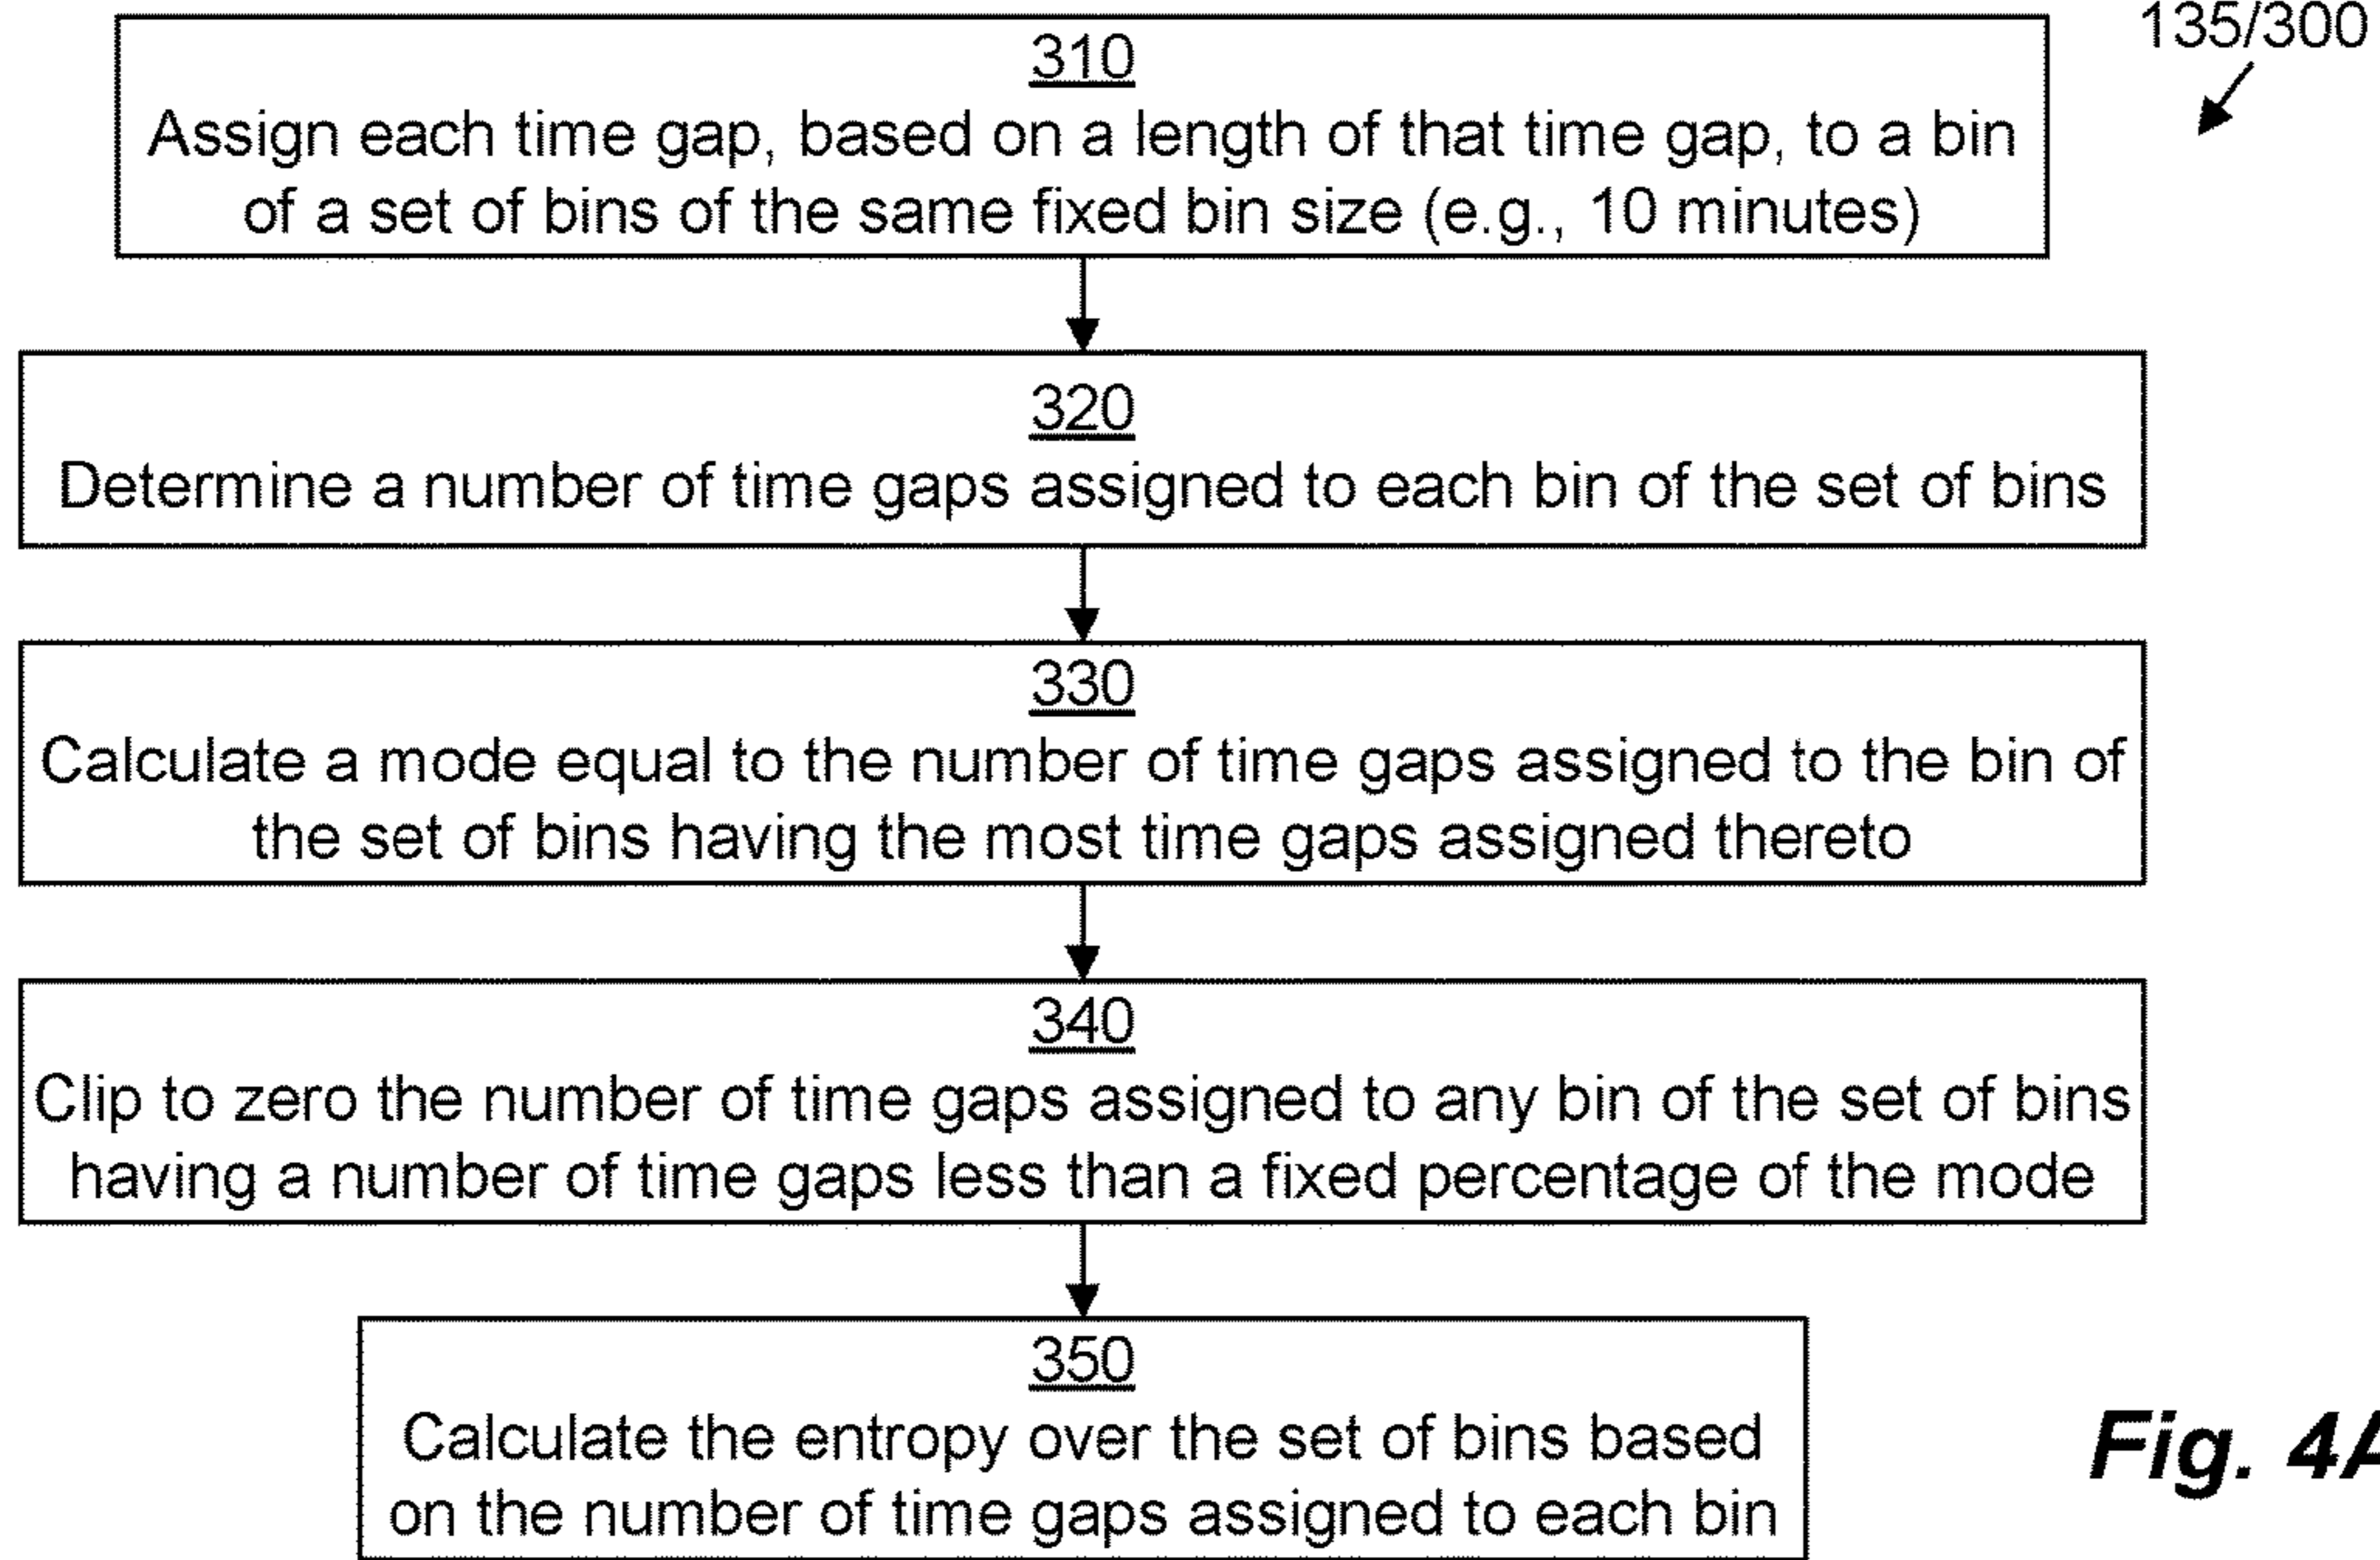 135/300
310
Assign each time gap, based on a length of that time gap, to a bin
of a set of bins of the same fixed bin size (e.g., 10 minutes)
320
Determine a number of time gaps assigned to each bin of the set of bins
330
Calculate a mode equal to the number of time gaps assigned to the bin of
the set of bins having the most time gaps assigned thereto
340
Clip to zero the number of time gaps assigned to any bin of the set of bins
having a number of time gaps less than a fixed percentage of the mode
350
Calculate the entropy over the set of bins based
on the number of time gaps assigned to each bin
Fig. 4A